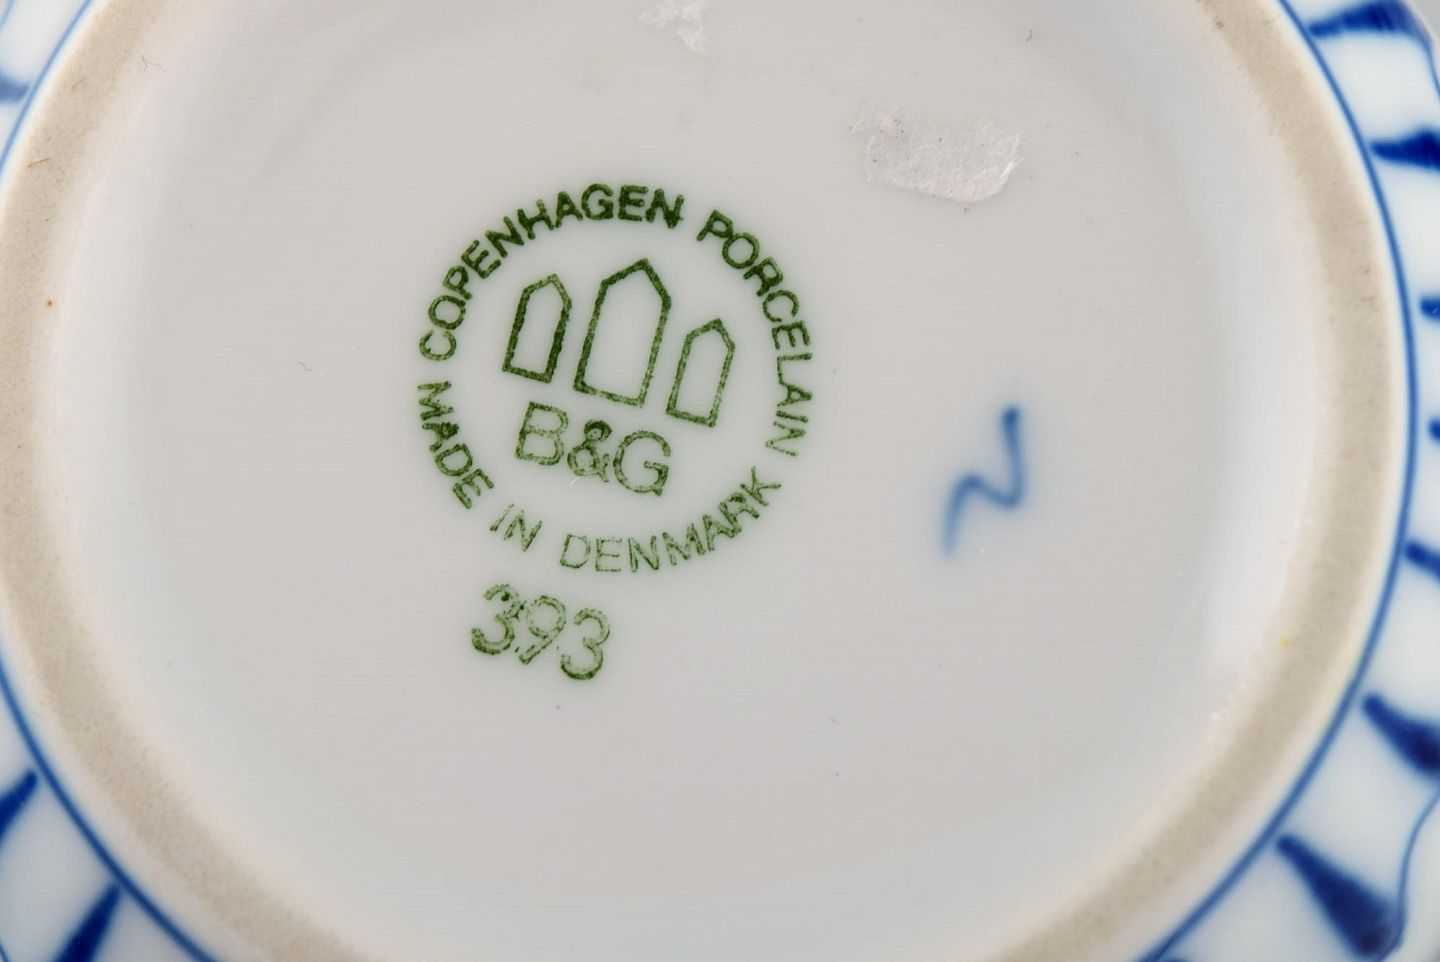 COPENHAGEN PORCELAIN
B&G
MADE IN DENMARK
393